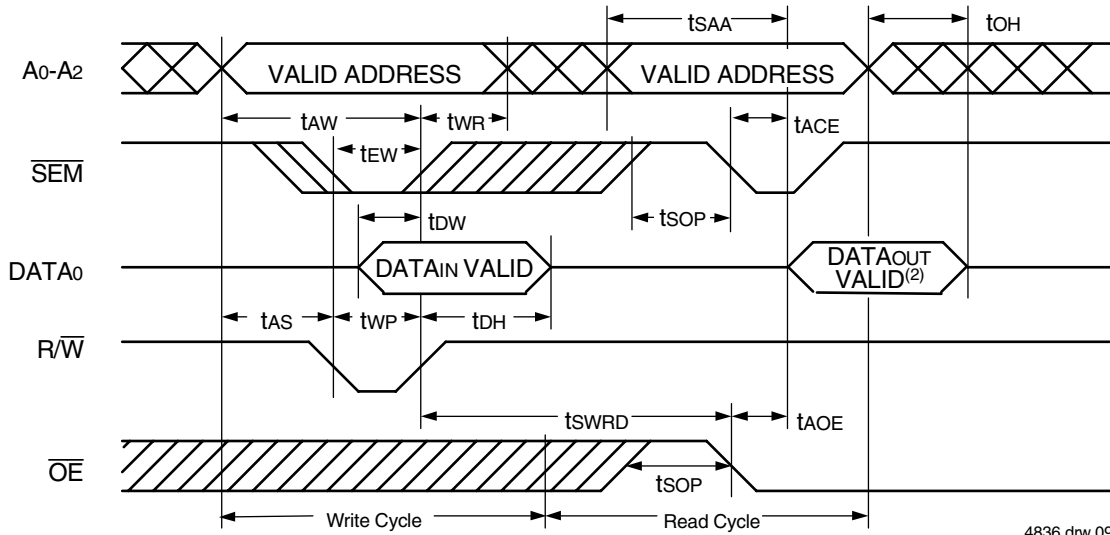 tSAA
tOH
A0-A2
VALID ADDRESS
VALID ADDRESS
tAW
tWR
tACE
tEW
SEM
tDW
tSOP
DATA0
DATAIN VALID
DATAOUT
VALID(2)
tAS
tWP
tDH
R/W
tSWRD
tAOE
OE
tSOP
Write Cycle
Read Cycle
4836 drw 09